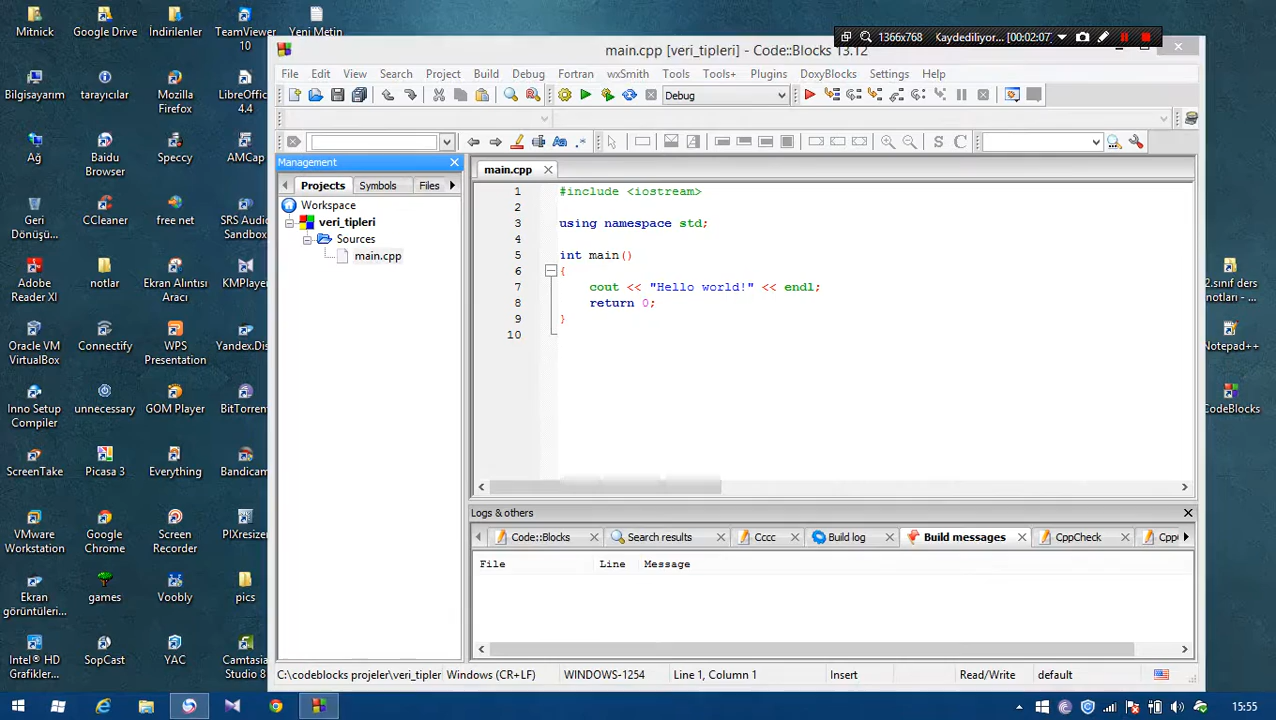 Mitnick
Google Drive
İndirilenler
TeamViewer 10
Yeni Metin
Bilgisayarım
tarayıcılar
Mozilla Firefox
LibreOffic 4.4
Ağ
Baidu Browser
Speccy
AMCap
Geri Dönüşü...
CCleaner
free net
SRS Audio Sandbox
Adobe Reader XI
notlar
Ekran Alıntısı Aracı
KMPlayer
Oracle VM VirtualBox
Connectify
WPS Presentation
Yandex.Dis
Inno Setup Compiler
unnecessary
GOM Player
BitTorrent
ScreenTake
Picasa 3
Everything
Bandicam
VMware Workstation
Google Chrome
Screen Recorder
PIXresizer
Ekran görüntüleri...
games
Voobly
pics
Intel® HD Grafikler...
SopCast
YAC
Camtasia Studio 8
1366x768 Kaydediliyor... [00:02:07]
main.cpp [veri_tipleri] - Code::Blocks 13.12
File Edit View Search Project Build Debug Fortran wxSmith Tools Tools+ Plugins DoxyBlocks Settings Help
Debug
S C
Management
Projects Symbols Files
Workspace
veri_tipleri
Sources
main.cpp
main.cpp
1 #include <iostream>
2
3 using namespace std;
4
5 int main()
6 {
7 cout << "Hello world!" << endl;
8 return 0;
9 }
10
Logs & others
Code::Blocks Search results Cccc Build log Build messages CppCheck Cpp
File Line Message
C:\codeblocks projeler\veri_tipler Windows (CR+LF) WINDOWS-1254 Line 1, Column 1 Insert Read/Write default
2.sınıf ders notları - ...
Notepad++
CodeBlocks
15:55